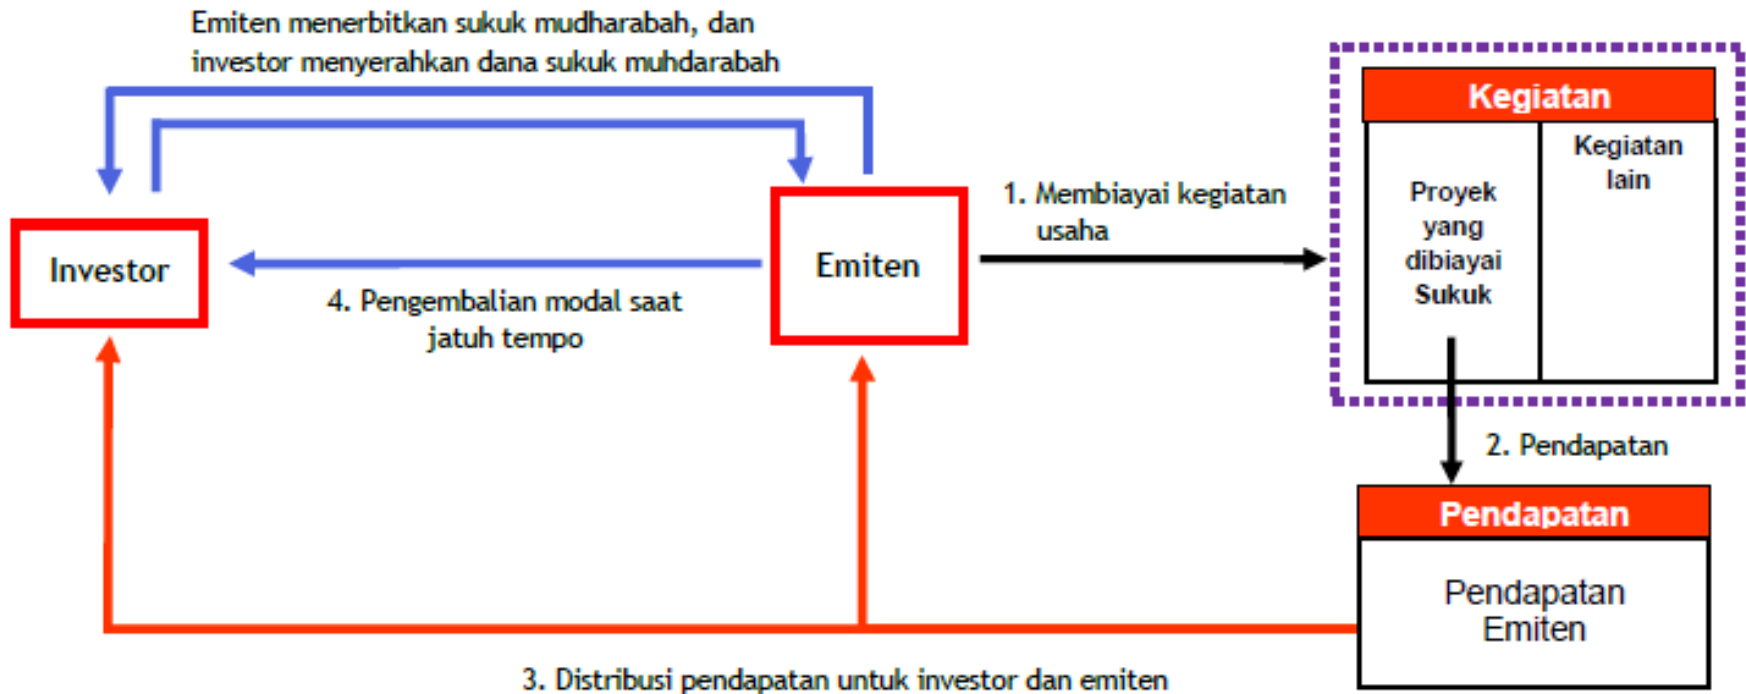 Emiten menerbitkan sukuk mudharabah, dan
investor menyerahkan dana sukuk muhdarabah
Investor
Emiten
1. Membiayai kegiatan
usaha
4. Pengembalian modal saat
jatuh tempo
Kegiatan
Proyek
yang
dibiayai
Sukuk
Kegiatan
lain
2. Pendapatan
Pendapatan
Pendapatan
Emiten
3. Distribusi pendapatan untuk investor dan emiten